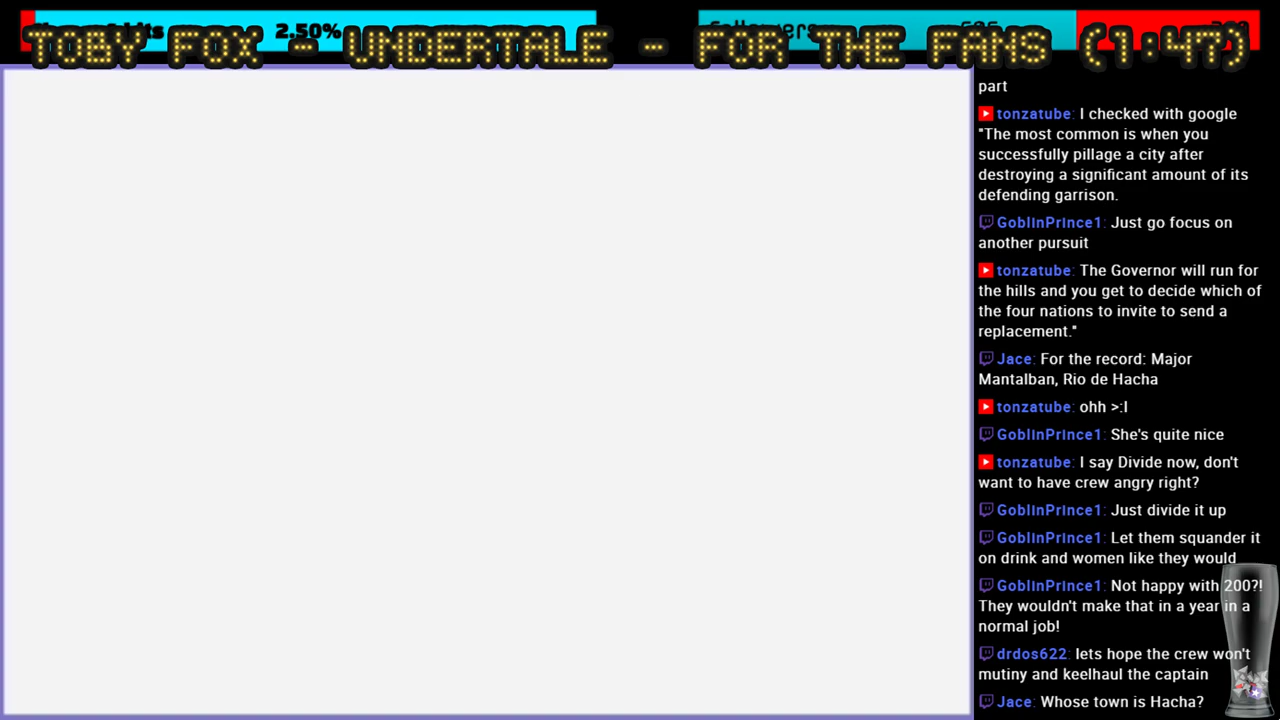 2.50%
TOBY FOX - UNDERTALE - FOR THE FANS (1:47)
part
tonzatube: I checked with google
"The most common is when you
successfully pillage a city after
destroying a significant amount of its
defending garrison.
GoblinPrince1: Just go focus on
another pursuit
tonzatube: The Governor will run for
the hills and you get to decide which of
the four nations to invite to send a
replacement."
Jace: For the record: Major
Mantalban, Rio de Hacha
tonzatube: ohh >:I
GoblinPrince1: She's quite nice
tonzatube: I say Divide now, don't
want to have crew angry right?
GoblinPrince1: Just divide it up
GoblinPrince1: Let them squander it
on drink and women like they would
GoblinPrince1: Not happy with 200?!
They wouldn't make that in a year in a
normal job!
drdos622: lets hope the crew won't
mutiny and keelhaul the captain
Jace: Whose town is Hacha?